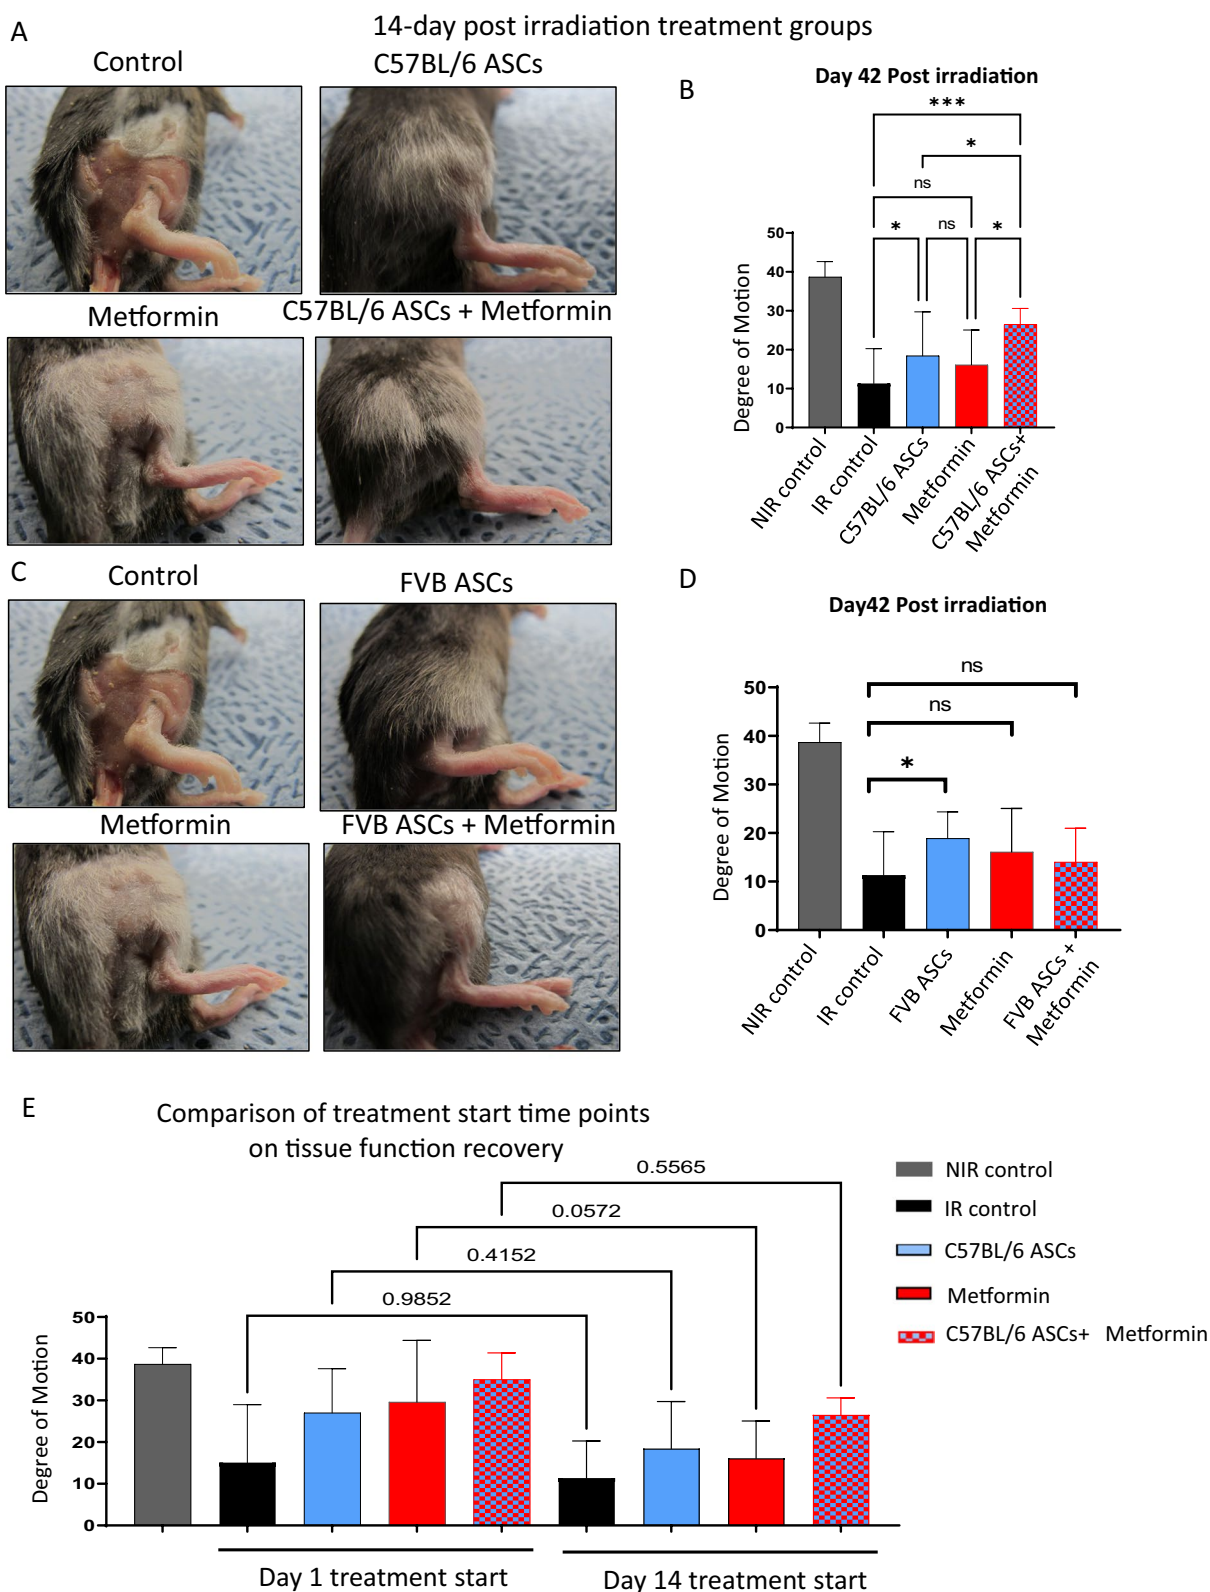 A
14-day post irradiation treatment groups
Control
C57BL/6 ASCs
Metformin
C57BL/6 ASCs + Metformin
B
Day 42 Post irradiation
***
*
ns
*
ns
*
Degree of Motion
50
40
30
20
10
0
NIR control
IR control
C57BL/6 ASCs
Metformin
C57BL/6 ASCs+
Metformin
C
Control
FVB ASCs
Metformin
FVB ASCs + Metformin
D
Day42 Post irradiation
ns
ns
*
Degree of Motion
50
40
30
20
10
0
NIR control
IR control
FVB ASCs
Metformin
FVB ASCs +
Metformin
E
Comparison of treatment start time points
on tissue function recovery
0.5565
0.0572
0.4152
0.9852
Degree of Motion
50
40
30
20
10
0
Day 1 treatment start
Day 14 treatment start
NIR control
IR control
C57BL/6 ASCs
Metformin
C57BL/6 ASCs+ Metformin